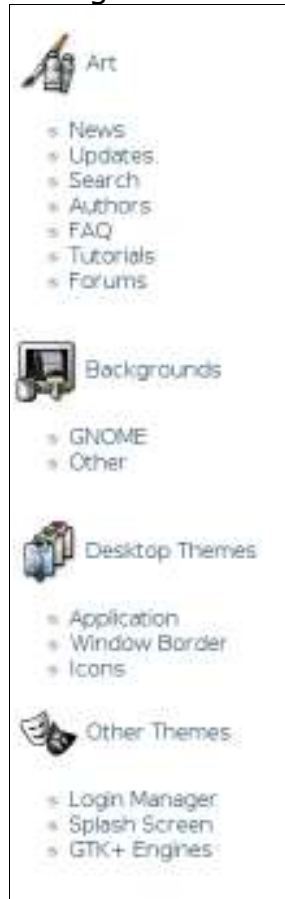 Art
News
Updates
Search
Authors
FAQ
Tutorials
Forums
Backgrounds
GNOME
Other
Desktop Themes
Application
Window Border
Icons
Other Themes
Login Manager
Splash Screen
GTK+ Engines